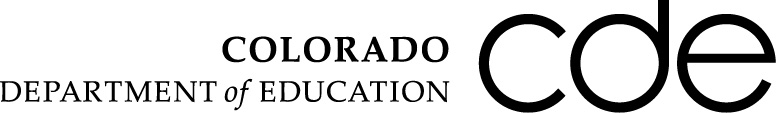 COLORADO
DEPARTMENT of EDUCATION
cde